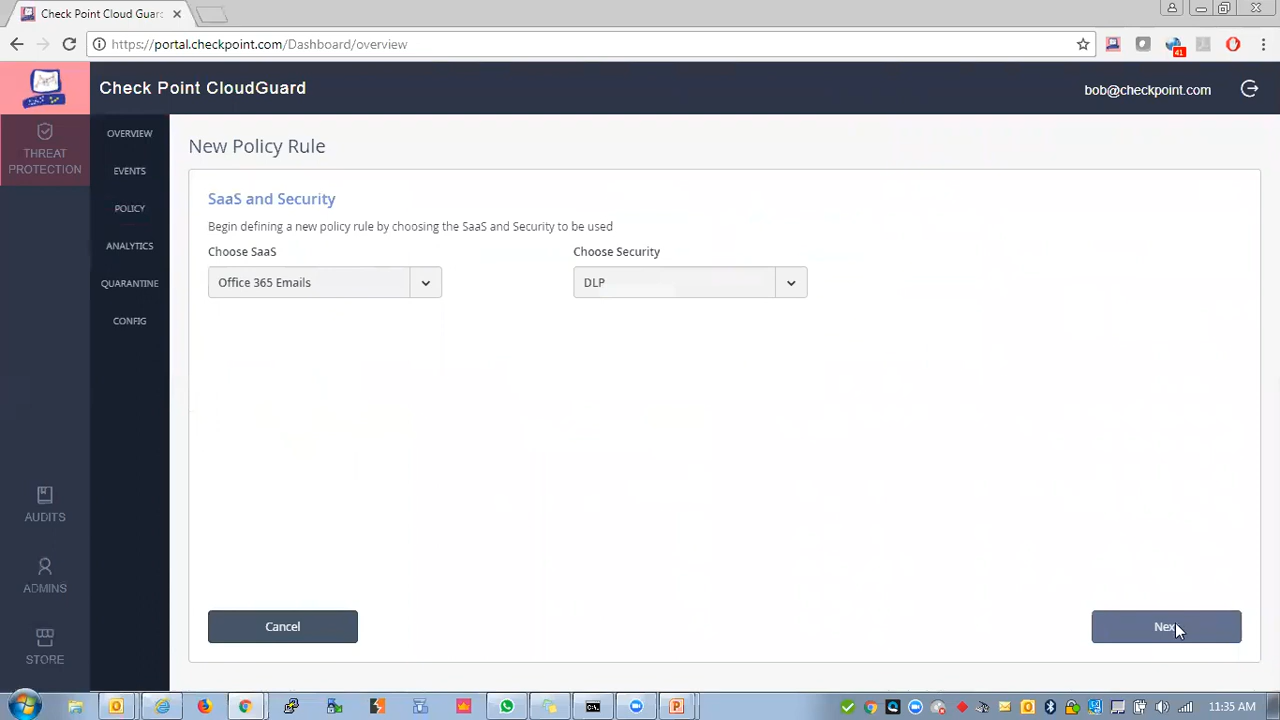 Check Point Cloud Guar
https://portal.checkpoint.com/Dashboard/overview
41
Check Point CloudGuard
bob@checkpoint.com
THREAT
PROTECTION
OVERVIEW
EVENTS
POLICY
ANALYTICS
QUARANTINE
CONFIG
AUDITS
ADMINS
STORE
New Policy Rule
SaaS and Security
Begin defining a new policy rule by choosing the SaaS and Security to be used
Choose SaaS
Choose Security
Office 365 Emails
DLP
Cancel
Nex
11:35 AM